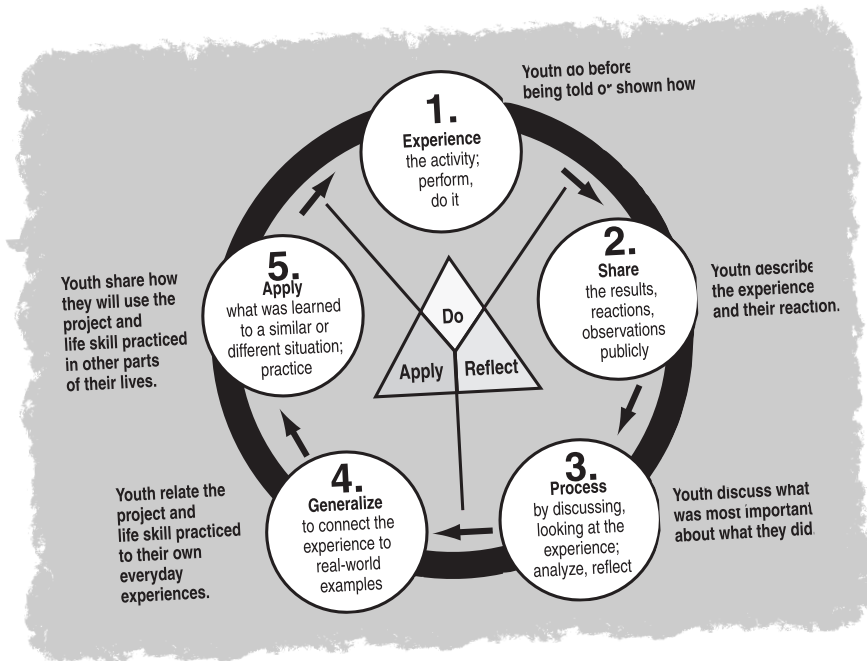 1.
Experience
the activity;
perform,
do it
Youth do before
being told or shown how
2.
Share
the results,
reactions,
observations
publicly
Youth describe
the experience
and their reaction.
3.
Process
by discussing,
looking at the
experience;
analyze, reflect
Youth discuss what
was most important
about what they did.
4.
Generalize
to connect the
experience to
real-world
examples
Youth relate the
project and
life skill practiced
to their own
everyday
experiences.
5.
Apply
what was learned
to a similar or
different situation;
practice
Youth share how
they will use the
project and
life skill practiced
in other parts
of their lives.
Do
Apply
Reflect